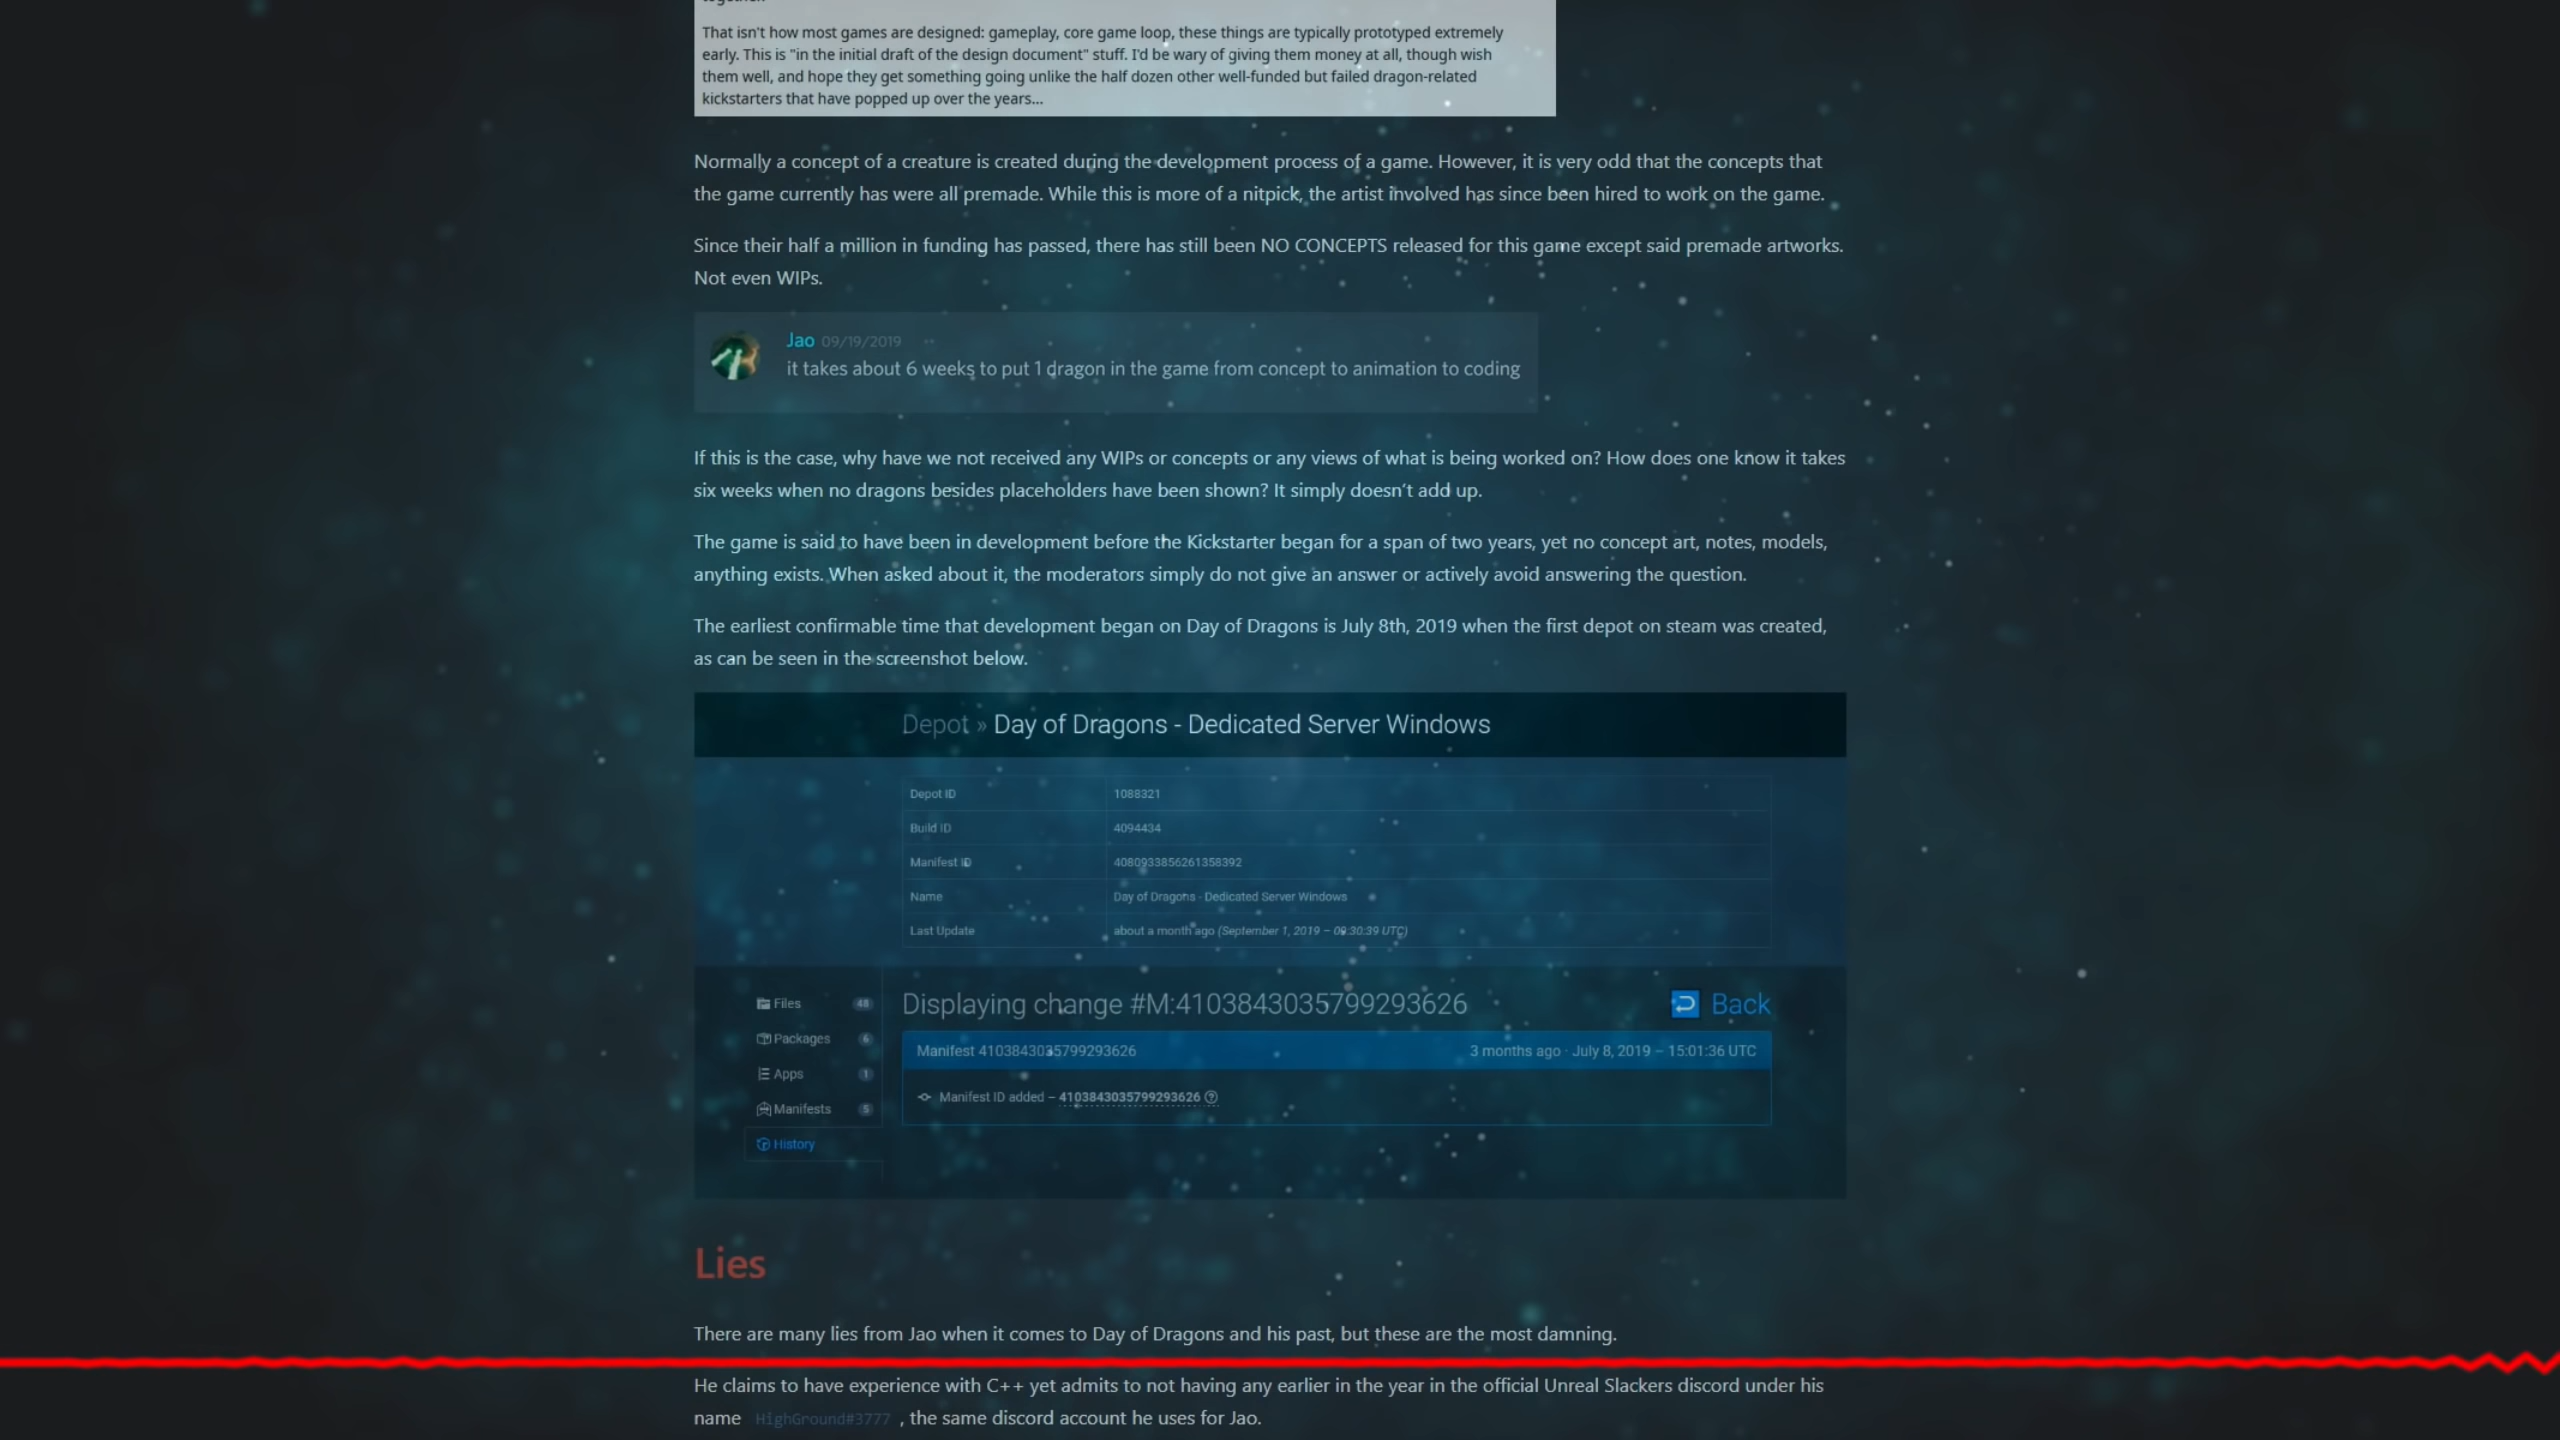 That isn't how most games are designed: gameplay, core game loop, these things are typically prototyped extremely
early. This is "in the initial draft of the design document" stuff. I'd be wary of giving them money at all, though wish
them well, and hope they get something going unlike the half dozen other well-funded but failed dragon-related
kickstarters that have popped up over the years...
Normally a concept of a creature is created during the development process of a game. However, it is very odd that the concepts that
the game currently has were all premade. While this is more of a nitpick, the artist involved has since been hired to work on the game.
Since their half a million in funding has passed, there has still been NO CONCEPTS released for this game except said premade artworks.
Not even WIPs.
Jao 09/19/2019
it takes about 6 weeks to put 1 dragon in the game from concept to animation to coding
If this is the case, why have we not received any WIPs or concepts or any views of what is being worked on? How does one know it takes
six weeks when no dragons besides placeholders have been shown? It simply doesn't add up.
The game is said to have been in development before the Kickstarter began for a span of two years, yet no concept art, notes, models,
anything exists. When asked about it, the moderators simply do not give an answer or actively avoid answering the question.
The earliest confirmable time that development began on Day of Dragons is July 8th, 2019 when the first depot on steam was created,
as can be seen in the screenshot below.
Depot » Day of Dragons - Dedicated Server Windows
Depot ID 1088321
Build ID 4094434
Manifest ID 4080933856261358392
Name Day of Dragons - Dedicated Server Windows
Last Update about a month ago (September 1, 2019 – 09:30:39 UTC)
Files 48
Packages 6
Apps 1
Manifests 5
History
Displaying change #M:4103843035799293626
Back
Manifest 4103843035799293626 3 months ago · July 8, 2019 – 15:01:36 UTC
Manifest ID added – 4103843035799293626
Lies
There are many lies from Jao when it comes to Day of Dragons and his past, but these are the most damning.
He claims to have experience with C++ yet admits to not having any earlier in the year in the official Unreal Slackers discord under his
name HighGround#3777 , the same discord account he uses for Jao.